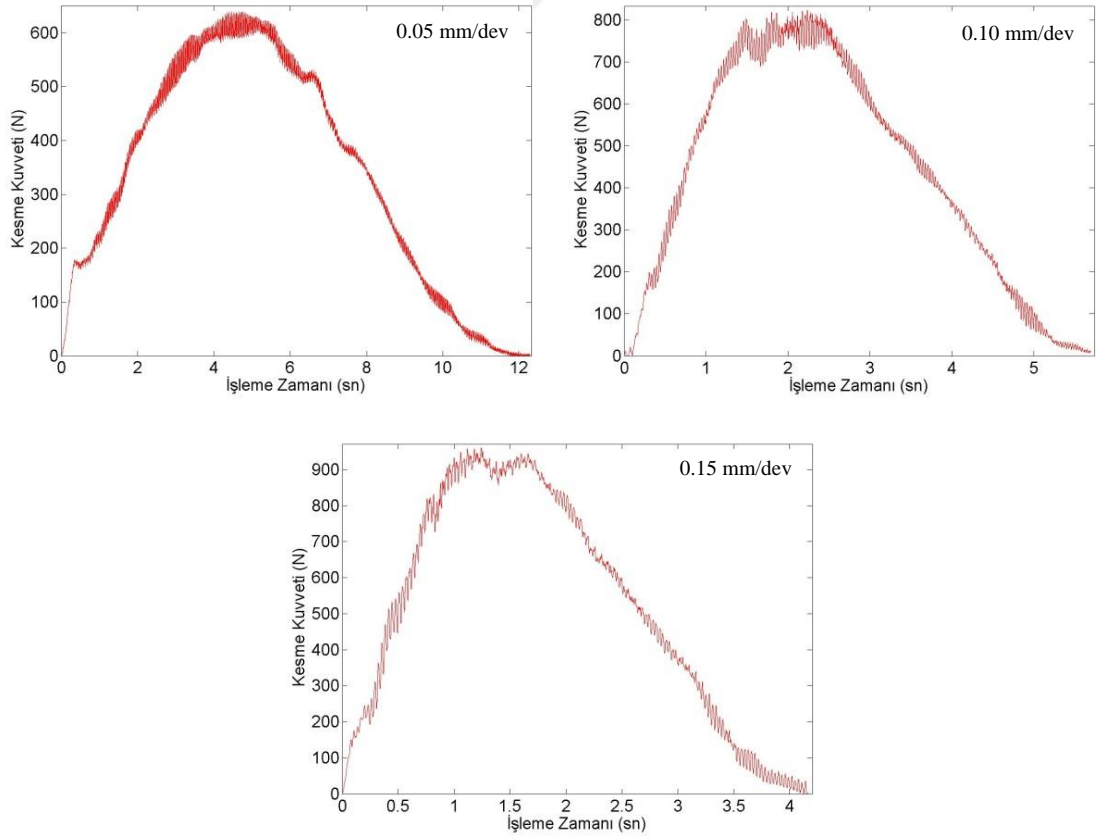 0.05 mm/dev
Kesme Kuvveti (N)
600
500
400
300
200
100
0
0 2 4 6 8 10 12
İşleme Zamanı (sn)
0.10 mm/dev
Kesme Kuvveti (N)
800
700
600
500
400
300
200
100
0
0 1 2 3 4 5
İşleme Zamanı (sn)
0.15 mm/dev
Kesme Kuvveti (N)
900
800
700
600
500
400
300
200
100
0
0 0.5 1 1.5 2 2.5 3 3.5 4
İşleme Zamanı (sn)